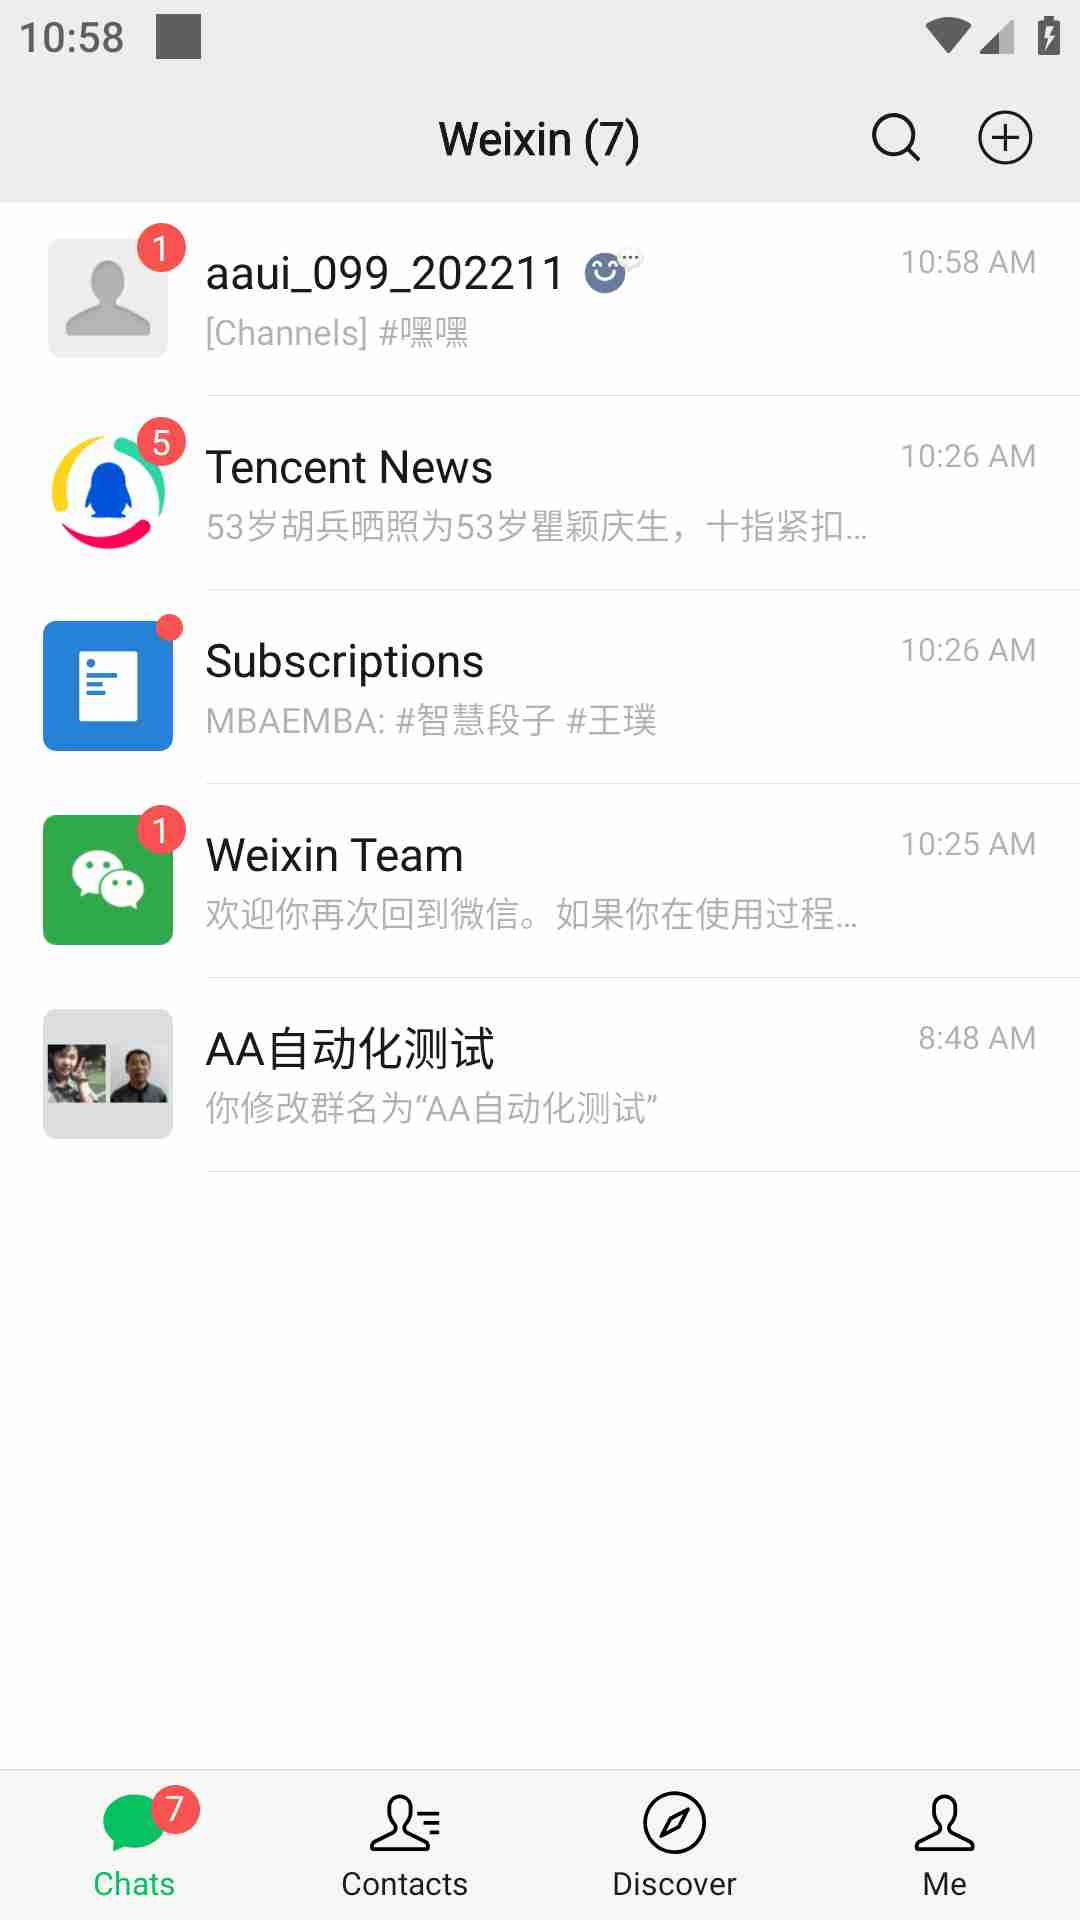 10:58
Weixin (7)
1
aaui_099_202211
10:58 AM
[Channels] #嘿嘿
5
Tencent News
10:26 AM
53岁胡兵晒照为53岁瞿颖庆生，十指紧扣...
Subscriptions
10:26 AM
MBAEMBA: #智慧段子 #王璞
1
Weixin Team
10:25 AM
欢迎你再次回到微信。如果你在使用过程...
AA自动化测试
8:48 AM
你修改群名为“AA自动化测试”
7
Chats
Contacts
Discover
Me